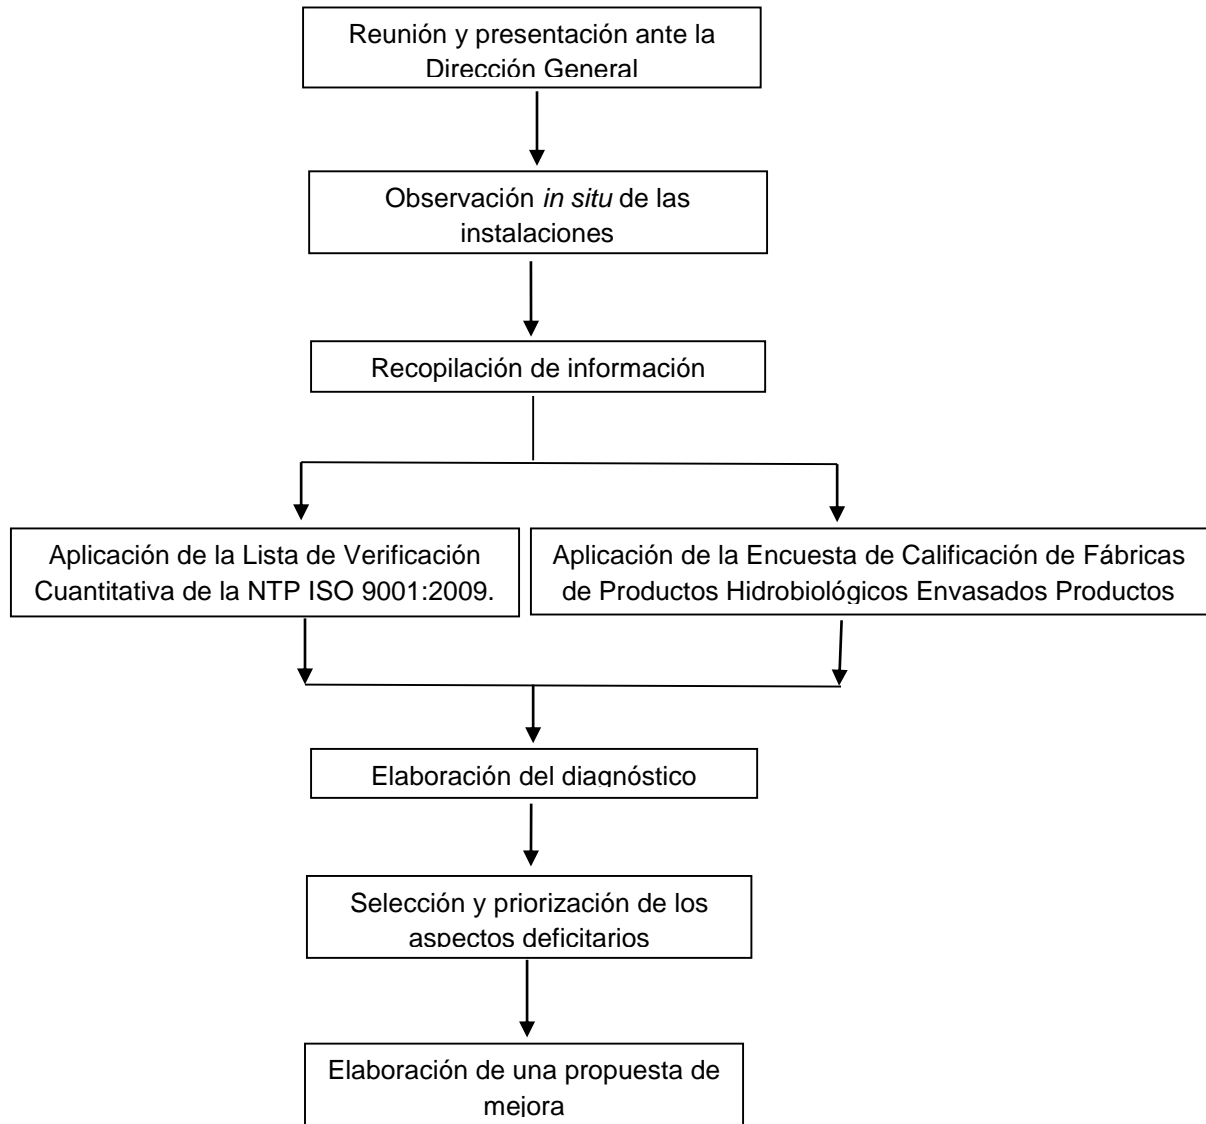 Reunión y presentación ante la
Dirección General
Observación in situ de las
instalaciones
Recopilación de información
Aplicación de la Lista de Verificación
Cuantitativa de la NTP ISO 9001:2009.
Aplicación de la Encuesta de Calificación de Fábricas
de Productos Hidrobiológicos Envasados Productos
Elaboración del diagnóstico
Selección y priorización de los
aspectos deficitarios
Elaboración de una propuesta de
mejora